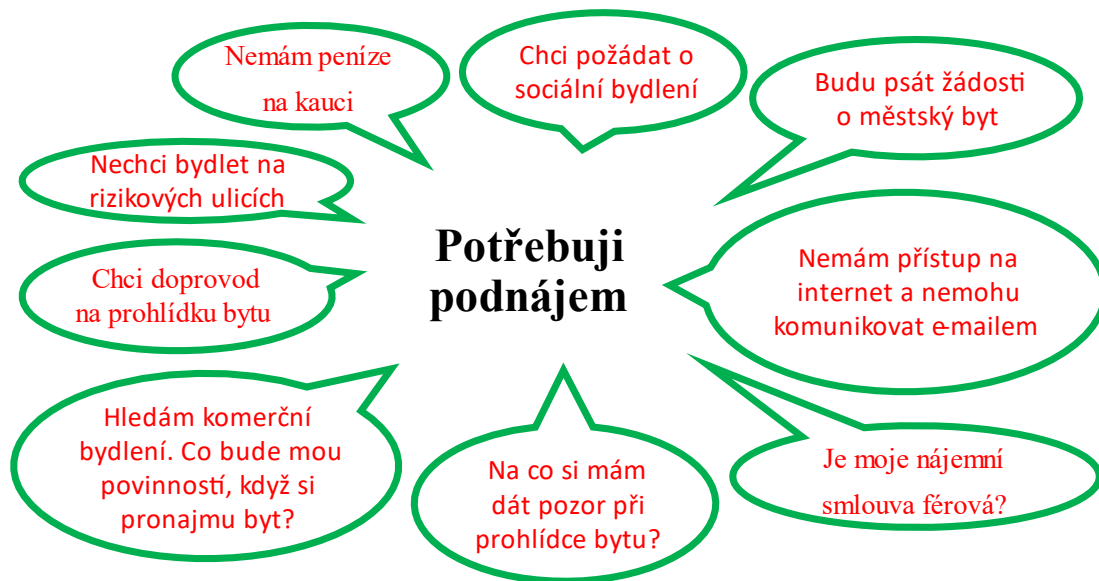 Nemám peníze
na kauci
Chci požádat o
sociální bydlení
Budu psát žádosti
o městský byt
Nechci bydlet na
rizikových ulicích
Potřebuji
podnájem
Chci doprovod
na prohlídku bytu
Nemám přístup na
internet a nemohu
komunikovat e-mailem
Hledám komerční
bydlení. Co bude mou
povinností, když si
pronajmu byt?
Na co si mám
dát pozor při
prohlídce bytu?
Je moje nájemní
smlouva férová?